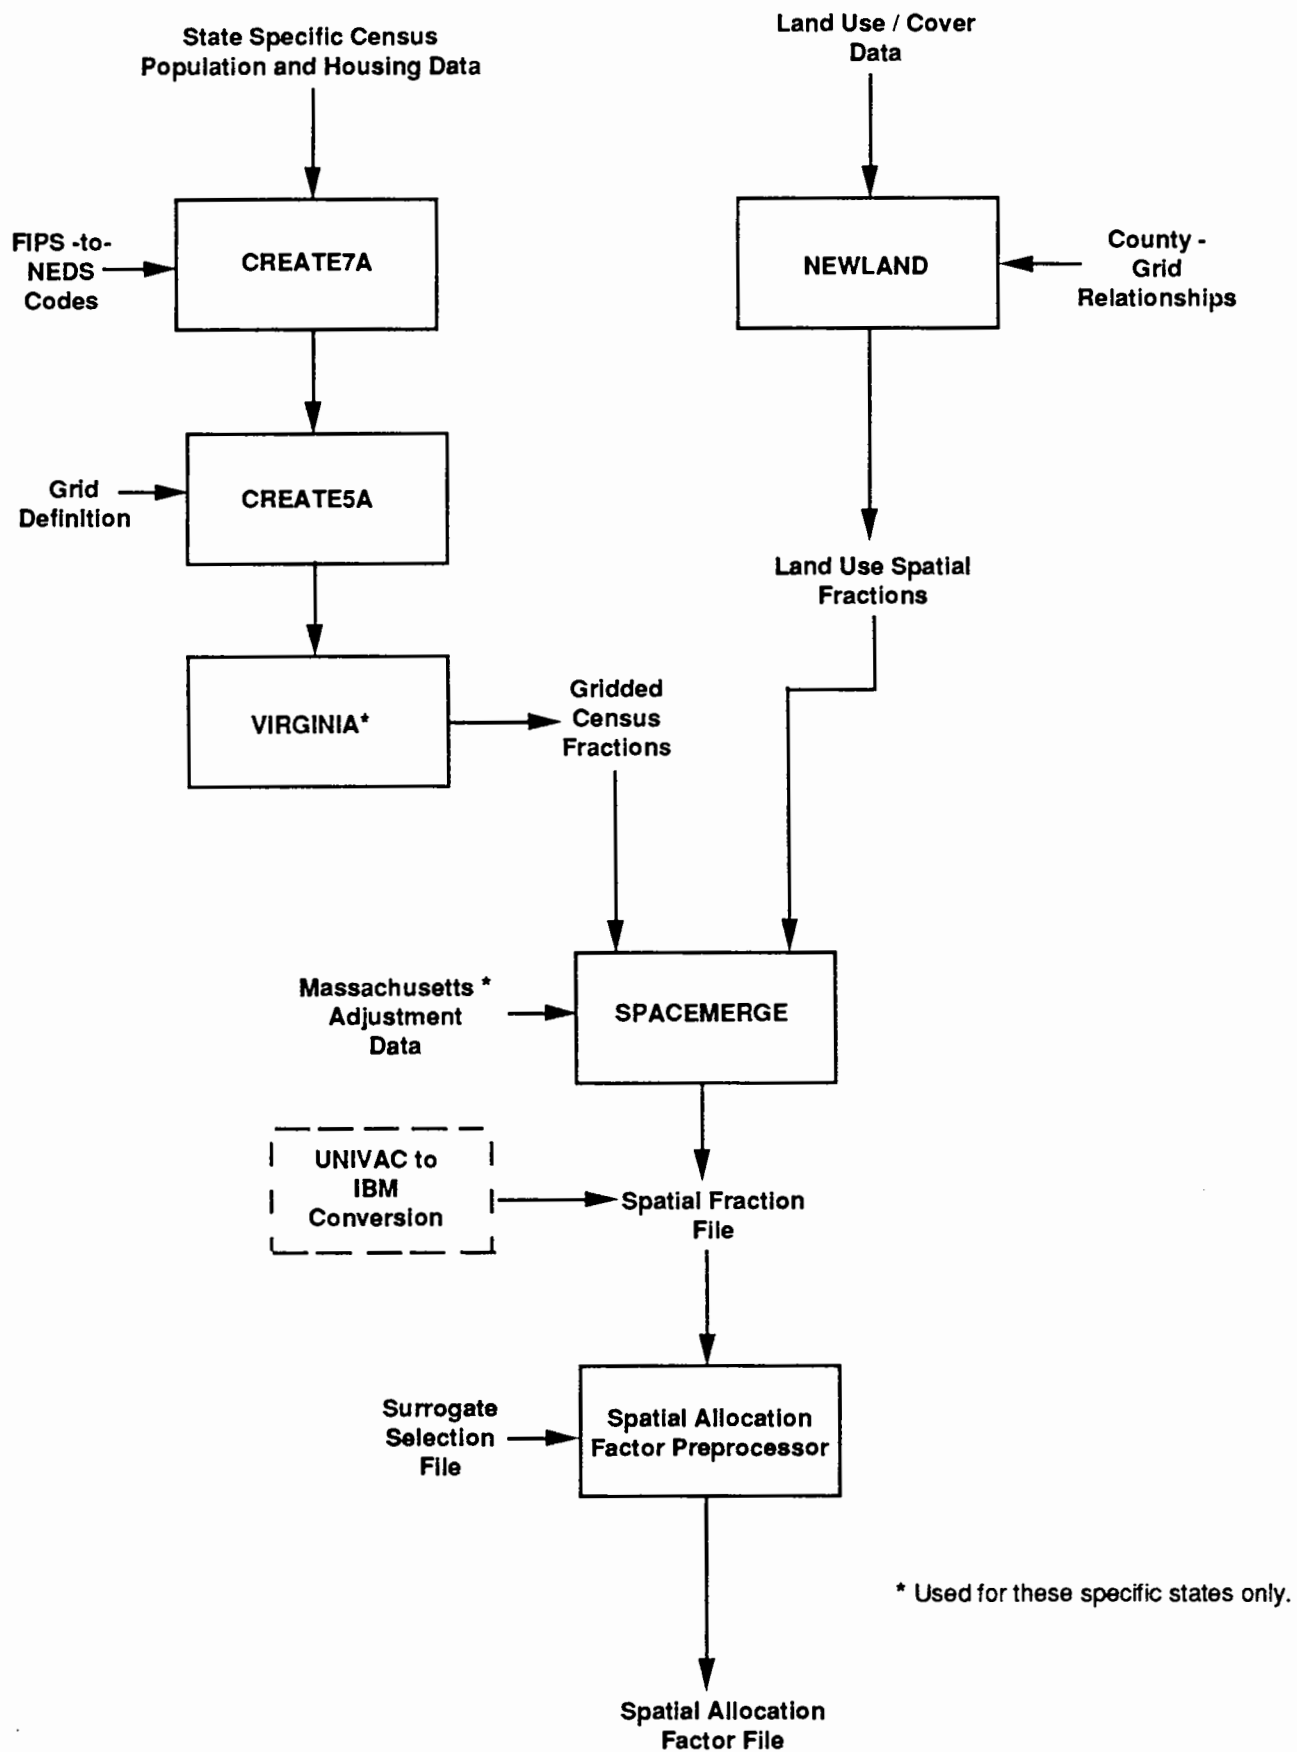 State Specific Census
Population and Housing Data
Land Use / Cover
Data
FIPS -to-
NEDS
Codes
CREATE7A
NEWLAND
County -
Grid
Relationships
Grid
Definition
CREATE5A
Land Use Spatial
Fractions
VIRGINIA*
Gridded
Census
Fractions
Massachusetts *
Adjustment
Data
SPACEMERGE
UNIVAC to
IBM
Conversion
Spatial Fraction
File
Surrogate
Selection
File
Spatial Allocation
Factor Preprocessor
* Used for these specific states only.
Spatial Allocation
Factor File